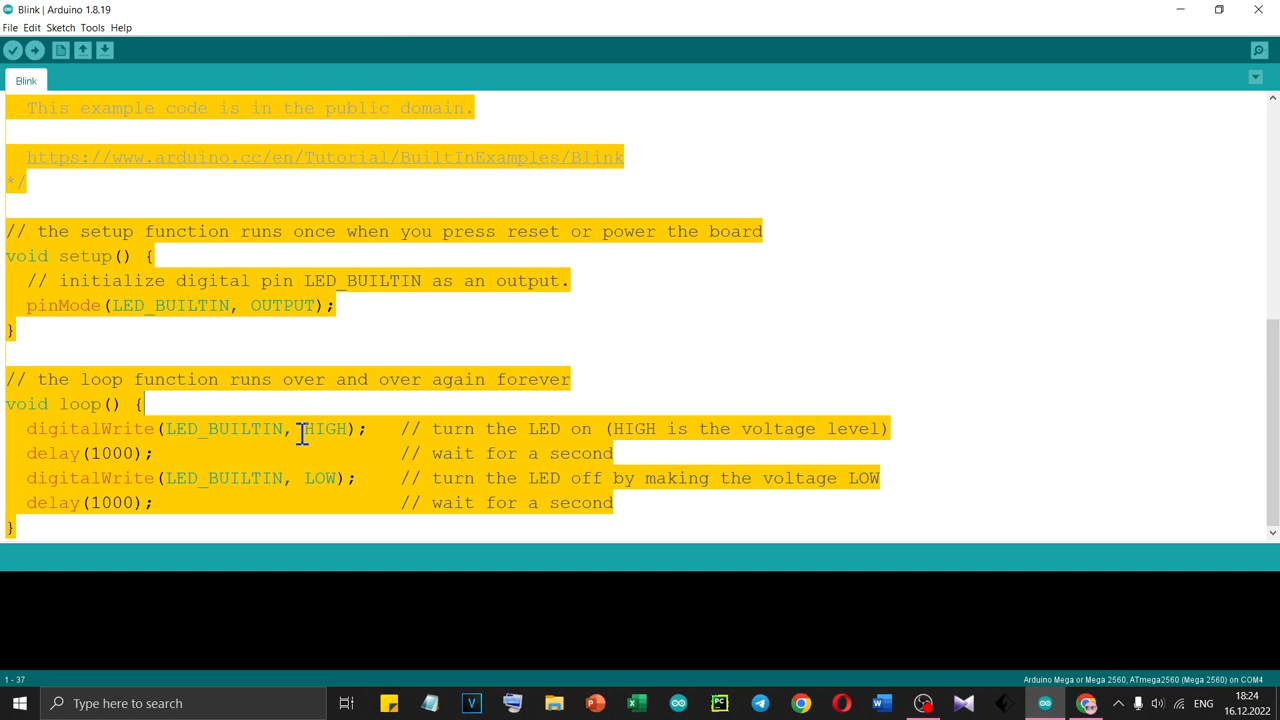 Blink | Arduino 1.8.19
File Edit Sketch Tools Help
Blink
This example code is in the public domain.
https://www.arduino.cc/en/Tutorial/BuiltInExamples/Blink
*/
// the setup function runs once when you press reset or power the board
void setup() {
// initialize digital pin LED_BUILTIN as an output.
pinMode(LED_BUILTIN, OUTPUT);
}
// the loop function runs over and over again forever
void loop() {
digitalWrite(LED_BUILTIN, HIGH); // turn the LED on (HIGH is the voltage level)
delay(1000); // wait for a second
digitalWrite(LED_BUILTIN, LOW); // turn the LED off by making the voltage LOW
delay(1000); // wait for a second
}
1 - 37
Arduino Mega or Mega 2560, ATmega2560 (Mega 2560) on COM4
Type here to search
ENG
18:24
16.12.2022